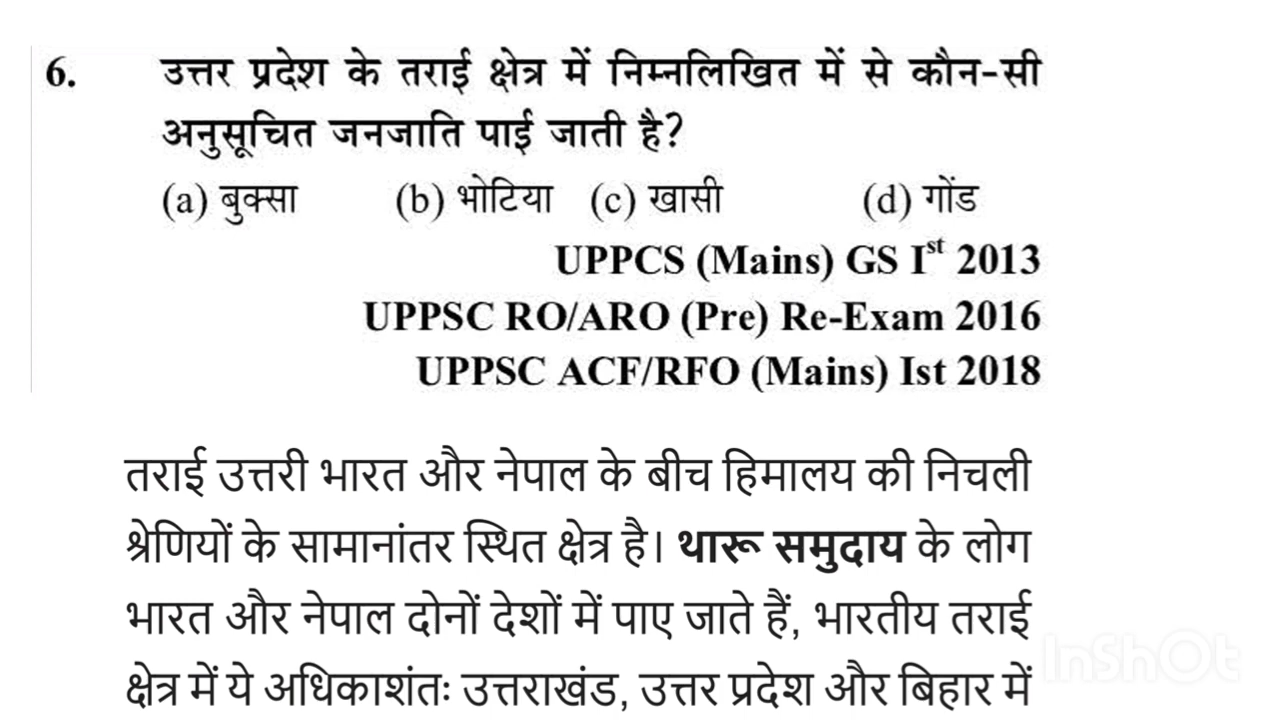 6. उत्तर प्रदेश के तराई क्षेत्र में निम्नलिखित में से कौन-सी
अनुसूचित जनजाति पाई जाती है?
(a) बुक्सा (b) भोटिया (c) खासी (d) गोंड
UPPCS (Mains) GS Ist 2013
UPPSC RO/ARO (Pre) Re-Exam 2016
UPPSC ACF/RFO (Mains) Ist 2018
तराई उत्तरी भारत और नेपाल के बीच हिमालय की निचली
श्रेणियों के सामानांतर स्थित क्षेत्र है। थारू समुदाय के लोग
भारत और नेपाल दोनों देशों में पाए जाते हैं, भारतीय तराई
क्षेत्र में ये अधिकाशंतः उत्तराखंड, उत्तर प्रदेश और बिहार में
InShOt